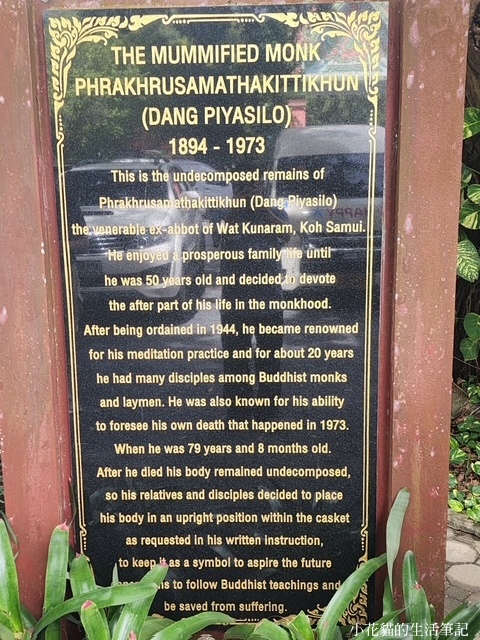 THE MUMMIFIED MONK
PHRAKHRUSAMATHAKITTIKHUN
(DANG PIYASILO)
1894 - 1973
This is the undecomposed remains of
Phrakhrusamathakittikhun (Dang Piyasilo)
the venerable ex-abbot of Wat Kunaram, Koh Samui.
He enjoyed a prosperous family life until
he was 50 years old and decided to devote
the after part of his life in the monkhood.
After being ordained in 1944, he became renowned
for his meditation practice and for about 20 years
he had many disciples among Buddhist monks
and laymen. He was also known for his ability
to foresee his own death that happened in 1973.
When he was 79 years and 8 months old.
After he died his body remained undecomposed,
so his relatives and disciples decided to place
his body in an upright position within the casket
as requested in his written instruction,
to keep it as a symbol to aspire the future
to follow Buddhist teachings and
be saved from suffering.
小花貓的生活筆記